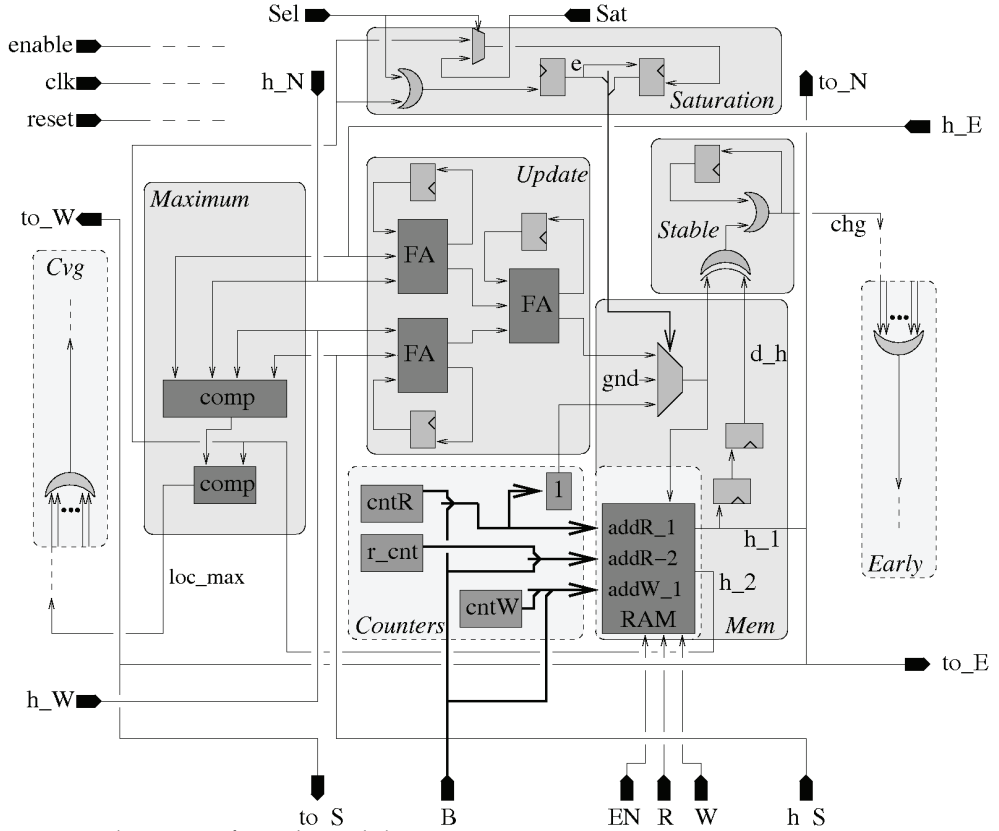 Sel
Sat
enable
clk
reset
h_N
e
Saturation
to_N
h_E
Maximum
Update
Stable
chg
to_W
Cvg
FA
FA
FA
gnd
d_h
comp
comp
1
cntR
r_cnt
cntW
Counters
addR_1
addR-2
addW_1
RAM
Mem
h_1
h_2
Early
loc_max
to_E
h_W
to_S
B
EN
R
W
h_S